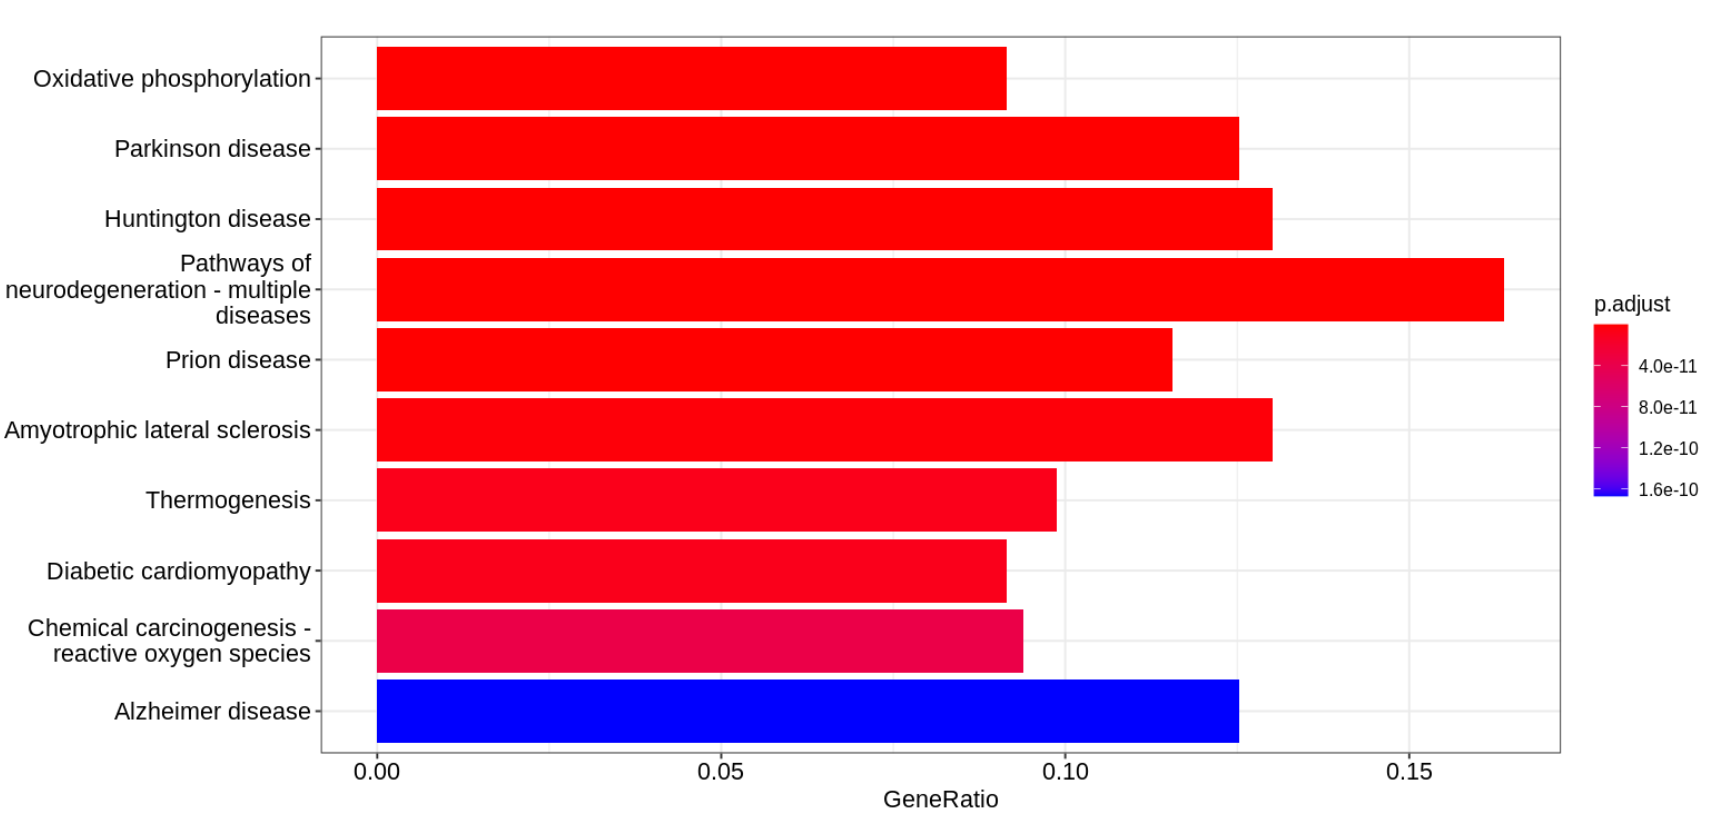 Oxidative phosphorylation
Parkinson disease
Huntington disease
Pathways of
neurodegeneration - multiple
diseases
Prion disease
Amyotrophic lateral sclerosis
Thermogenesis
Diabetic cardiomyopathy
Chemical carcinogenesis -
reactive oxygen species
Alzheimer disease
0.00 0.05 0.10 0.15
GeneRatio
p.adjust
4.0e-11
8.0e-11
1.2e-10
1.6e-10